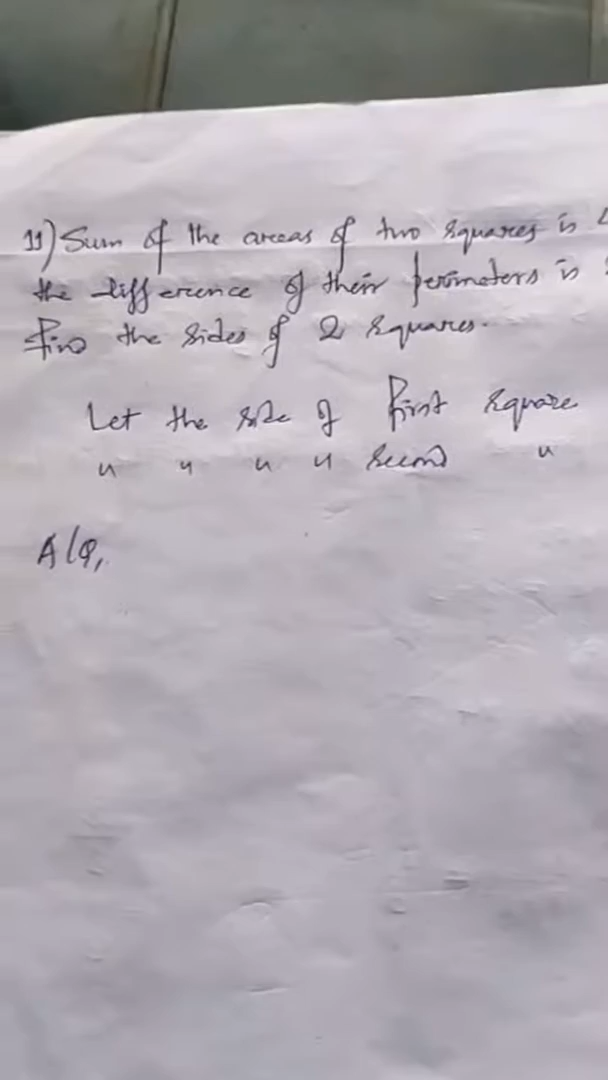 11) Sum of the areas of two squares is
the difference of their perimeters is
find the sides of 2 squares.
Let the side of first square
" " " " second "
A/Q,